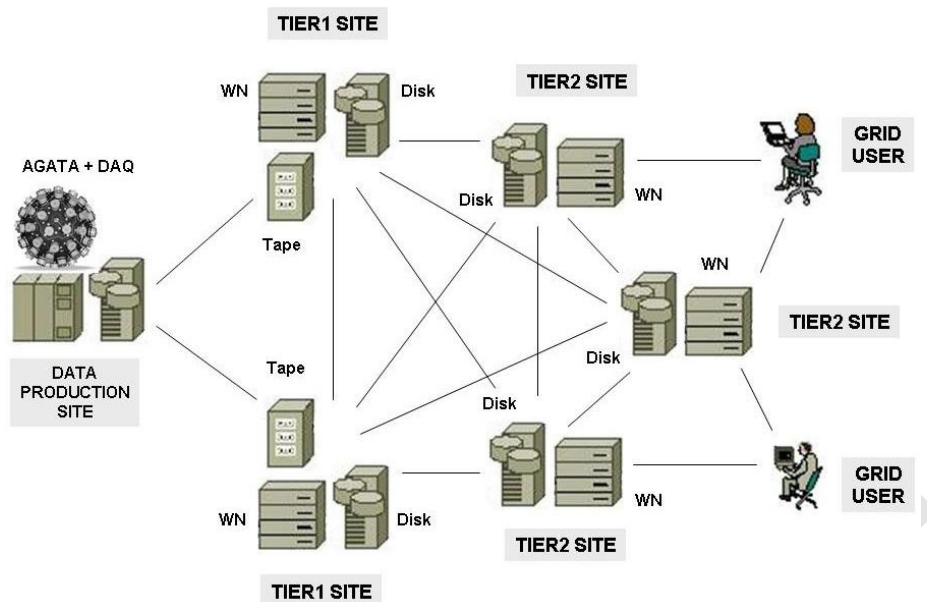 TIER1 SITE
WN
Disk
Tape
TIER2 SITE
Disk
WN
GRID
USER
AGATA + DAQ
DATA
PRODUCTION
SITE
WN
Disk
TIER2 SITE
Tape
WN
Disk
TIER1 SITE
Disk
WN
TIER2 SITE
GRID
USER